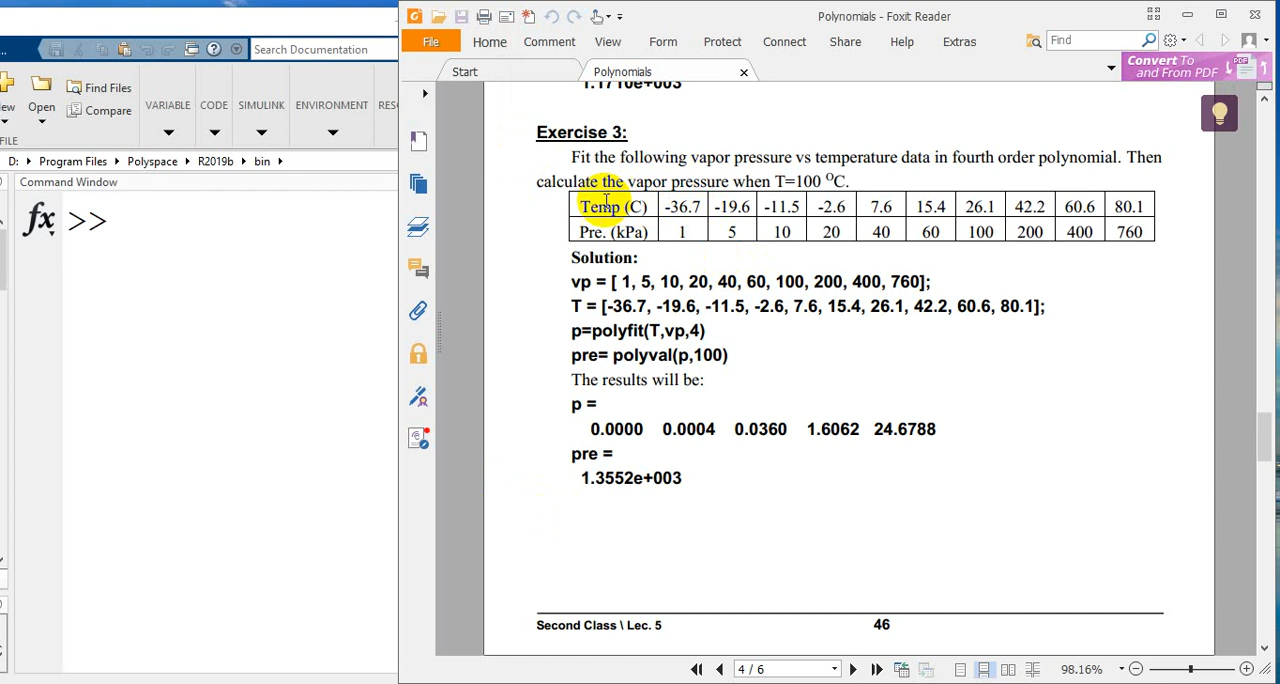 Polynomials - Foxit Reader
Search Documentation
File Home Comment View Form Protect Connect Share Help Extras
Find
Start
Polynomials
Convert To
and From PDF
Open
Find Files
Compare
VARIABLE CODE SIMULINK ENVIRONMENT
FILE
D: Program Files Polyspace R2019b bin
Command Window
fx >>
1.1710e+003
Exercise 3:
Fit the following vapor pressure vs temperature data in fourth order polynomial. Then
calculate the vapor pressure when T=100 °C.
Temp (C) -36.7 -19.6 -11.5 -2.6 7.6 15.4 26.1 42.2 60.6 80.1
Pre. (kPa) 1 5 10 20 40 60 100 200 400 760
Solution:
vp = [ 1, 5, 10, 20, 40, 60, 100, 200, 400, 760];
T = [-36.7, -19.6, -11.5, -2.6, 7.6, 15.4, 26.1, 42.2, 60.6, 80.1];
p=polyfit(T,vp,4)
pre= polyval(p,100)
The results will be:
p =
0.0000 0.0004 0.0360 1.6062 24.6788
pre =
1.3552e+003
Second Class \ Lec. 5
46
4 / 6
98.16%